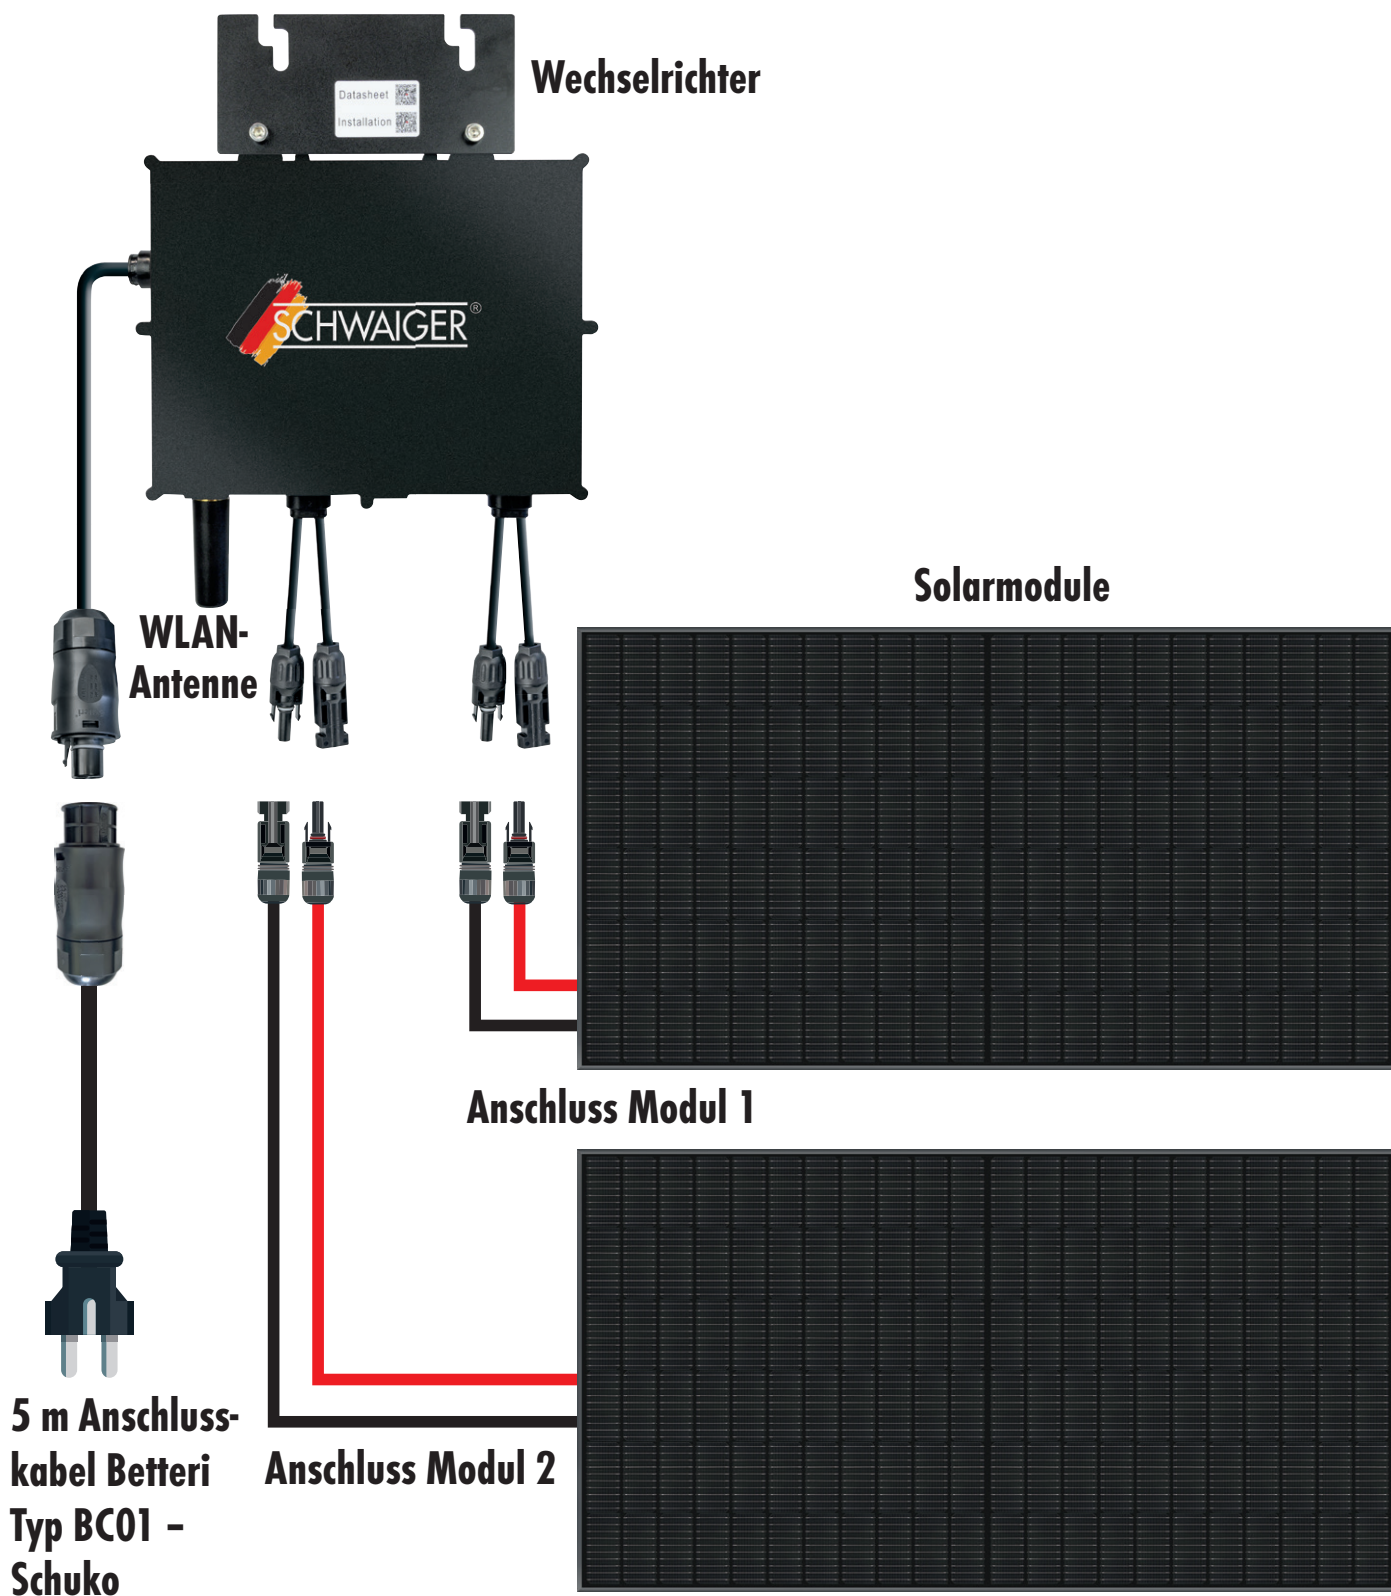 Wechselrichter
Datasheet
Installation
SCHWAIGER®
WLAN-
Antenne
Solarmodule
Anschluss Modul 1
Anschluss Modul 2
5 m Anschluss-
kabel Betteri
Typ BC01 –
Schuko